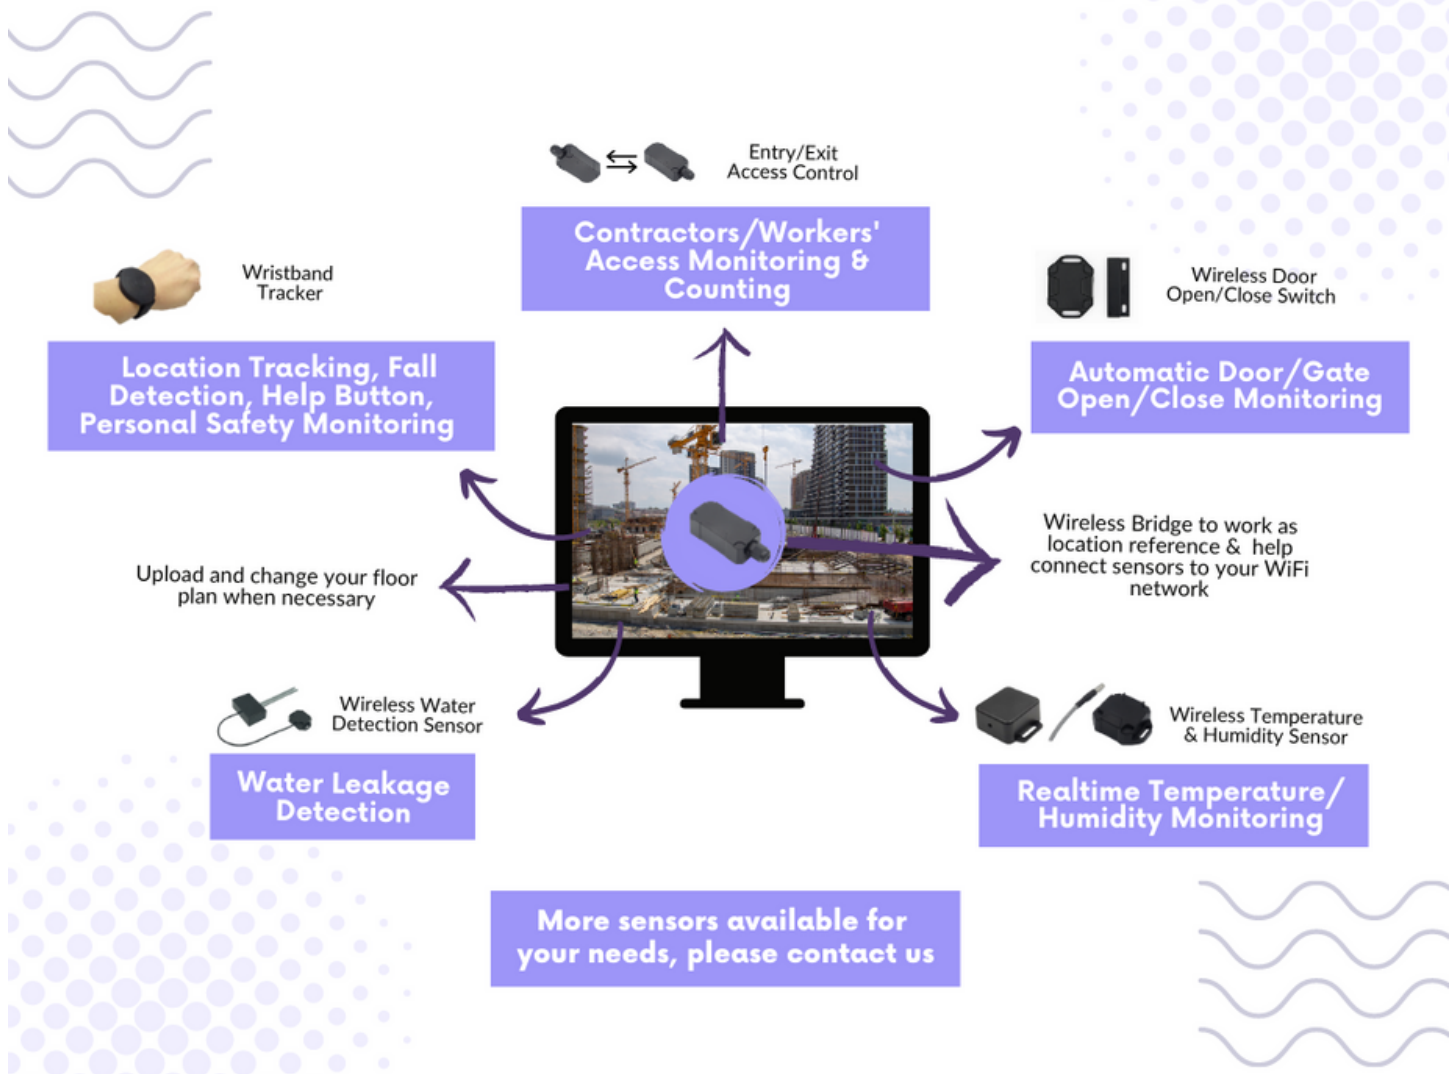 Entry/Exit
Access Control
Contractors/Workers'
Access Monitoring &
Counting
Wristband
Tracker
Location Tracking, Fall
Detection, Help Button,
Personal Safety Monitoring
Wireless Door
Open/Close Switch
Automatic Door/Gate
Open/Close Monitoring
Upload and change your floor
plan when necessary
Wireless Bridge to work as
location reference & help
connect sensors to your WiFi
network
Wireless Water
Detection Sensor
Water Leakage
Detection
Wireless Temperature
& Humidity Sensor
Realtime Temperature/
Humidity Monitoring
More sensors available for
your needs, please contact us